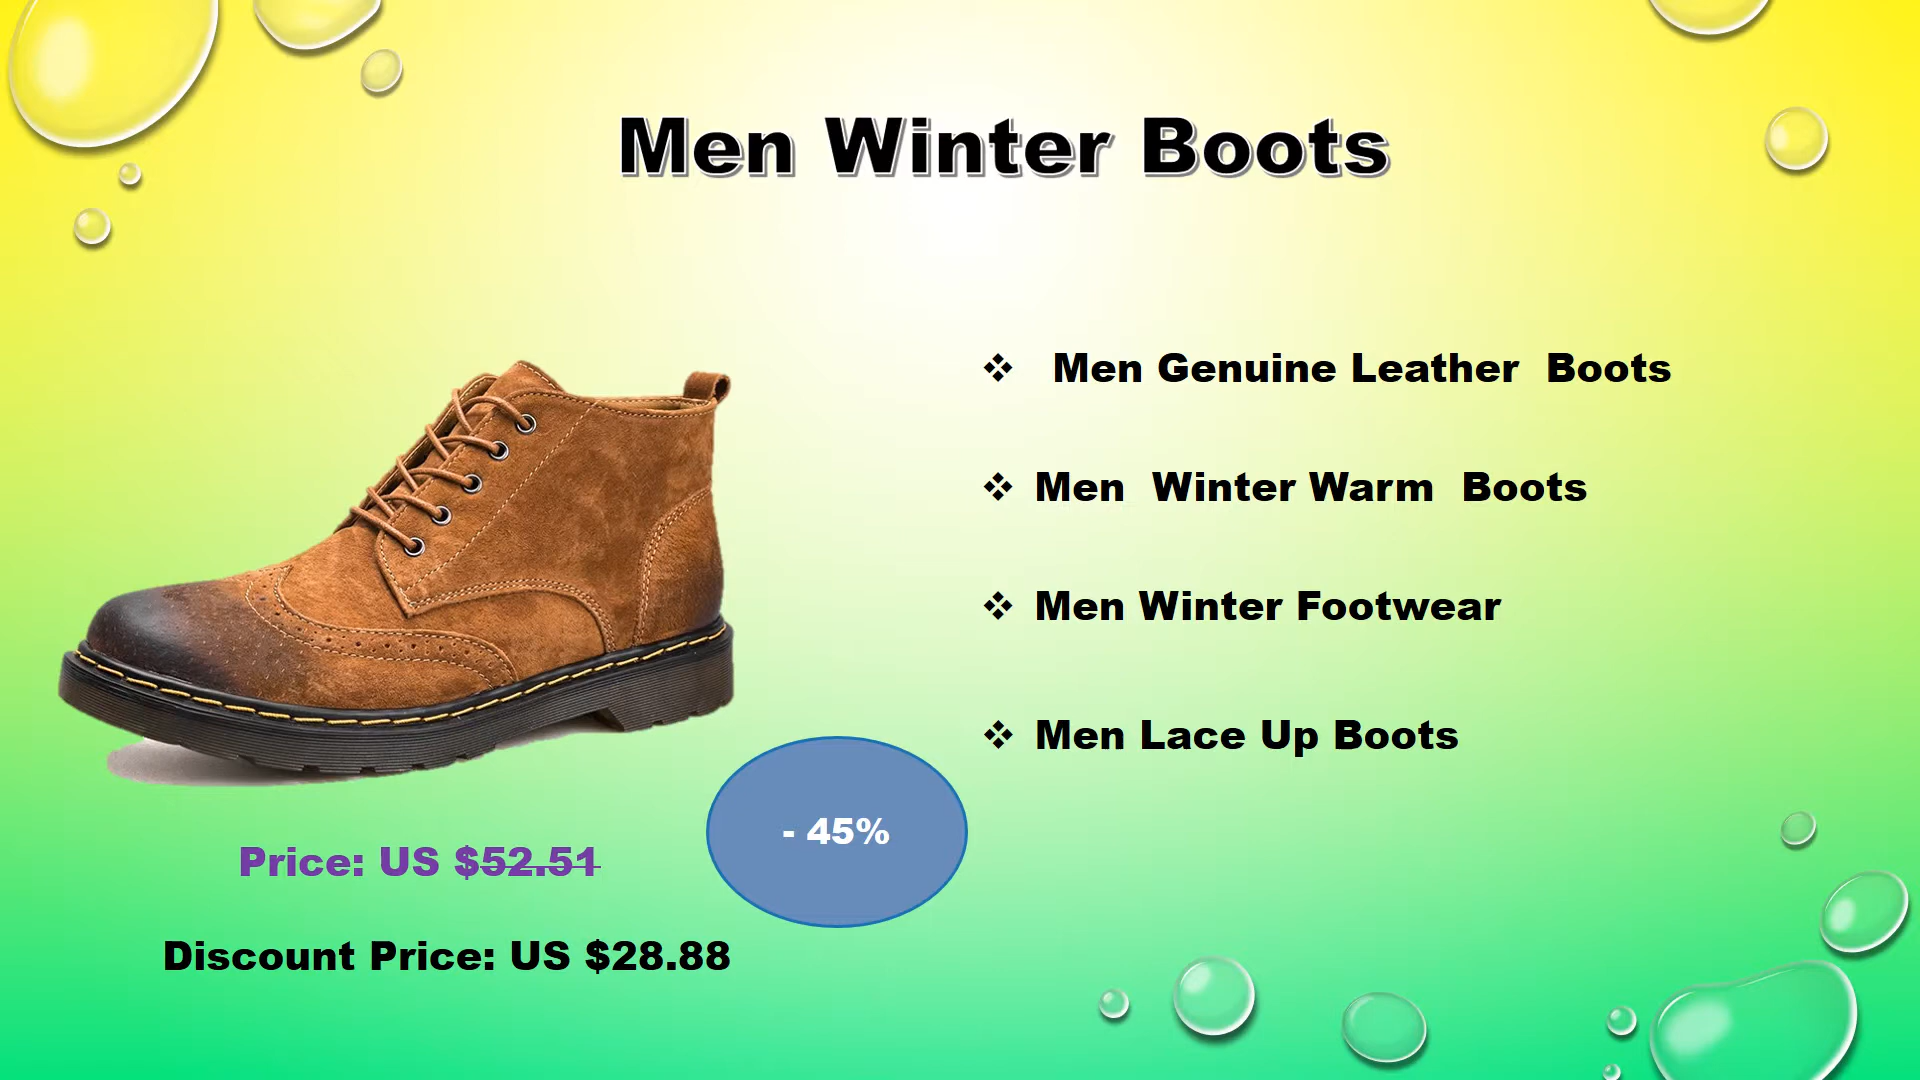 Men Winter Boots
❖ Men Genuine Leather Boots
❖ Men Winter Warm Boots
❖ Men Winter Footwear
❖ Men Lace Up Boots
- 45%
Price: US $52.51
Discount Price: US $28.88